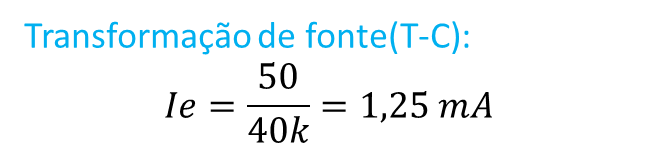 Transformação de fonte(T-C):
Ie = 50/40k = 1,25 mA